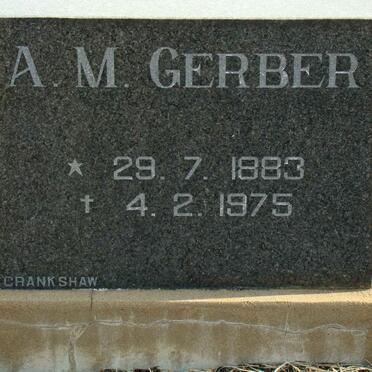 A. M. GERBER
* 29. 7. 1883
† 4. 2. 1975
CRANKSHAW